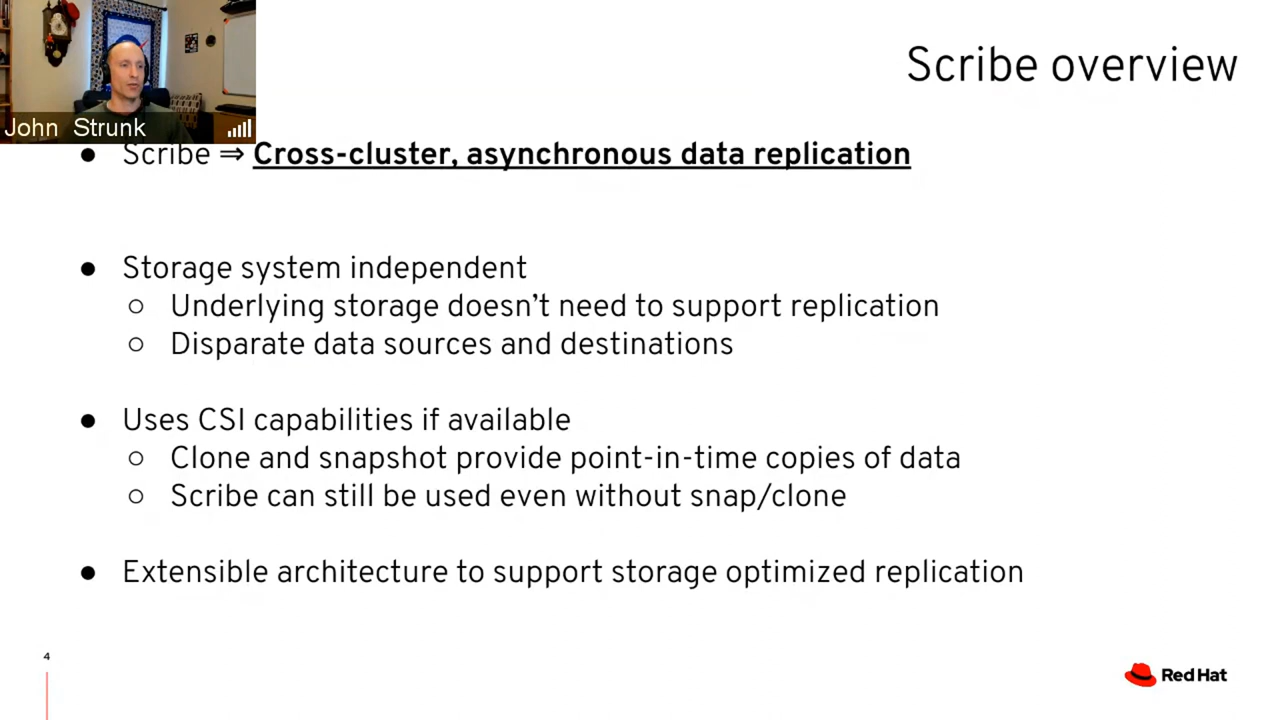 Scribe overview
John Strunk
● Scribe ⇒ Cross-cluster, asynchronous data replication
● Storage system independent
○ Underlying storage doesn't need to support replication
○ Disparate data sources and destinations
● Uses CSI capabilities if available
○ Clone and snapshot provide point-in-time copies of data
○ Scribe can still be used even without snap/clone
● Extensible architecture to support storage optimized replication
4
Red Hat